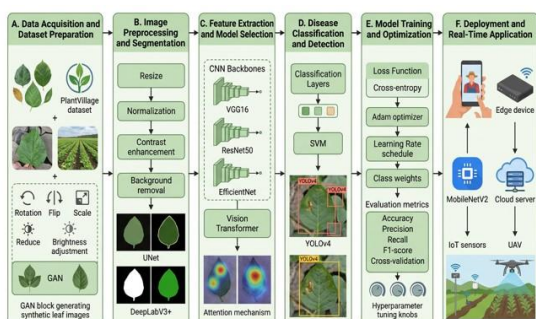 A. Data Acquisition and
Dataset Preparation
PlantVillage
dataset
+
+
Rotation
Flip
Scale
Reduce
Brightness
adjustment
GAN
GAN block generating
synthetic leaf images
B. Image
Preprocessing
and Segmentation
Resize
Normalization
Contrast
enhancement
Background
removal
UNet
DeepLabV3+
C. Feature Extraction
and Model Selection
CNN Backbones
VGG16
ResNet50
EfficientNet
Vision
Transformer
Attention mechanism
D. Disease
Classification
and Detection
Classification
Layers
SVM
YOLOv4
YOLOv4
YOLOv4
YOLOv4
E. Model Training
and Optimization
Loss Function
Cross-entropy
Adam optimizer
Learning Rate
schedule
Class weights
Evaluation metrics
Accuracy
Precision
Recall
F1-score
Cross-validation
Hyperparameter
tuning knobs
F. Deployment and
Real-Time Application
Edge device
MobileNetV2
Cloud server
IoT sensors
UAV